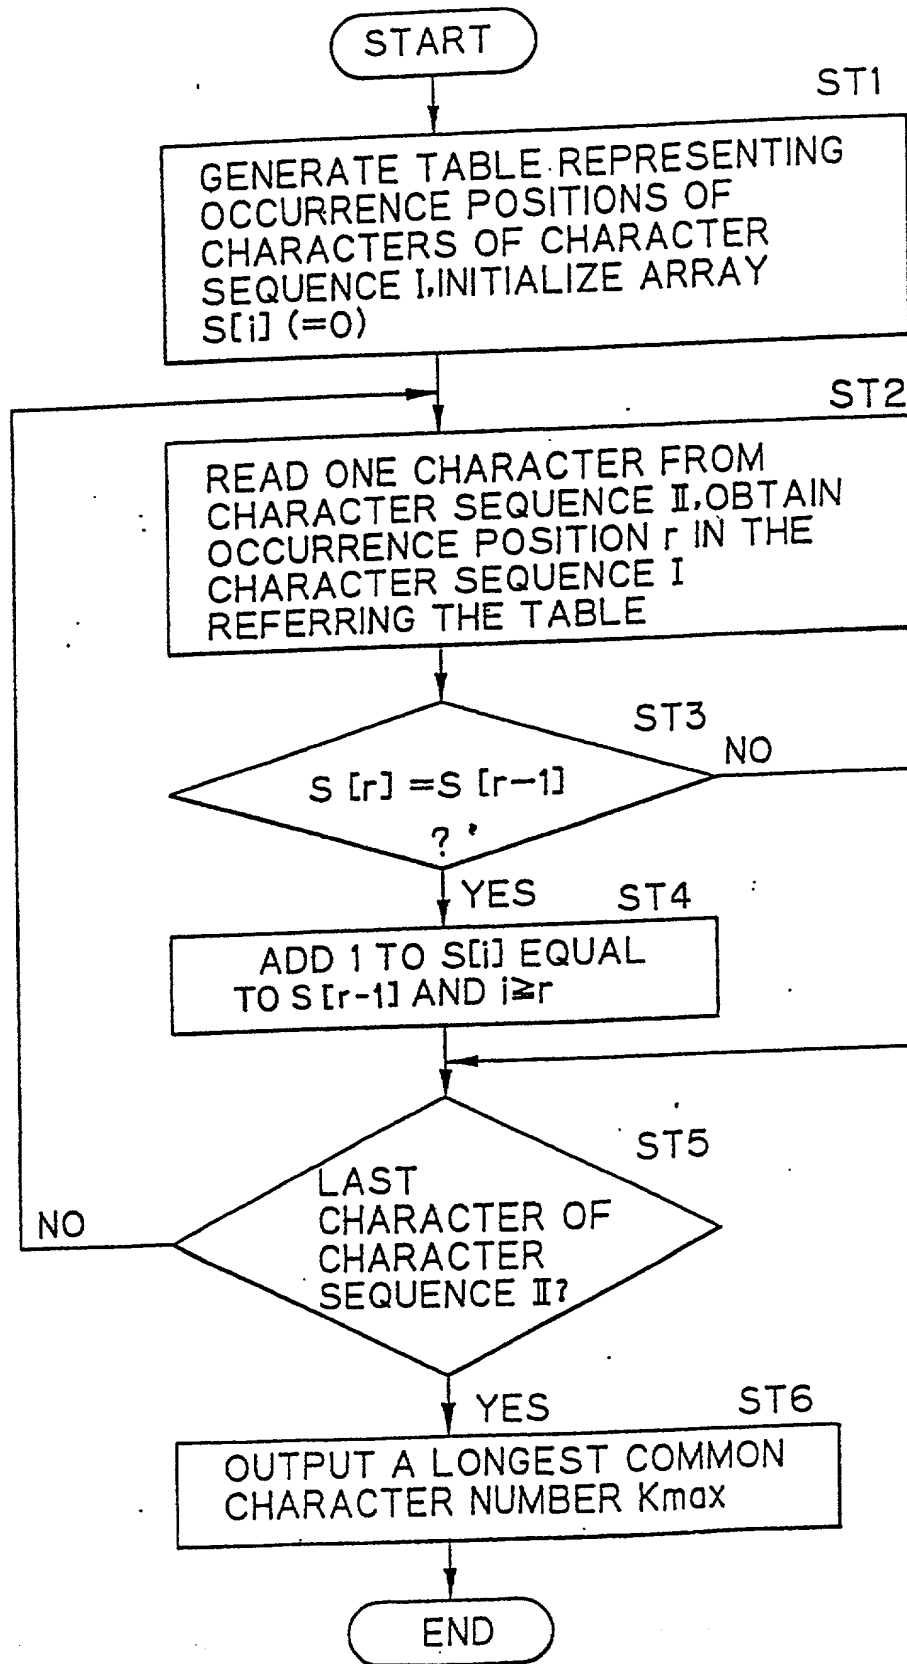 START
ST1
GENERATE TABLE REPRESENTING
OCCURRENCE POSITIONS OF
CHARACTERS OF CHARACTER
SEQUENCE I,INITIALIZE ARRAY
S[i] (=0)
ST2
READ ONE CHARACTER FROM
CHARACTER SEQUENCE II,OBTAIN
OCCURRENCE POSITION r IN THE
CHARACTER SEQUENCE I
REFERRING THE TABLE
ST3
NO
S [r] =S [r-1]
?
YES
ST4
ADD 1 TO S[i] EQUAL
TO S [r-1] AND i≧r
ST5
NO
LAST
CHARACTER OF
CHARACTER
SEQUENCE II?
YES
ST6
OUTPUT A LONGEST COMMON
CHARACTER NUMBER Kmax
END